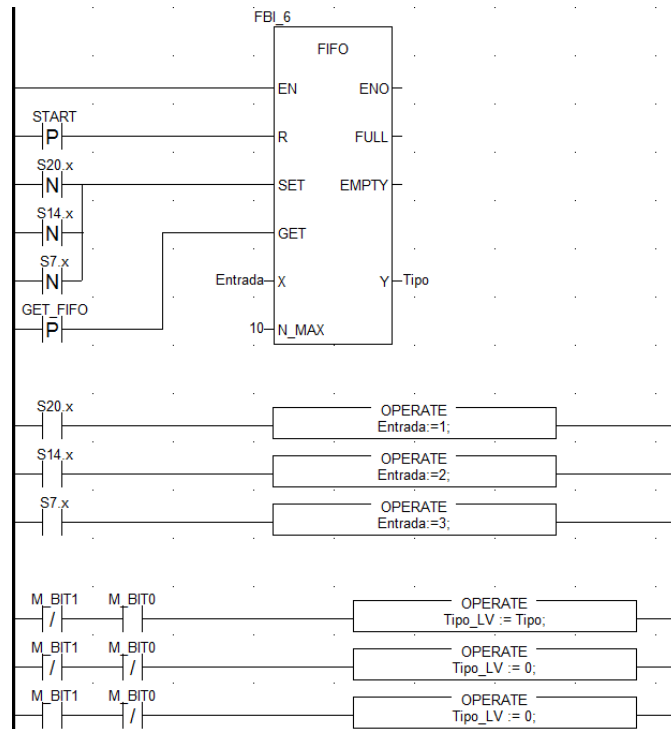 FBI_6
FIFO
EN ENO
START
P R FULL
S20.x
N SET EMPTY
S14.x
N GET
S7.x
N Entrada X Y Tipo
GET_FIFO
P 10 N_MAX
S20.x OPERATE
Entrada:=1;
S14.x OPERATE
Entrada:=2;
S7.x OPERATE
Entrada:=3;
M_BIT1 M_BIT0 OPERATE
/ Tipo_LV := Tipo;
M_BIT1 M_BIT0 OPERATE
/ / Tipo_LV := 0;
M_BIT1 M_BIT0 OPERATE
/ Tipo_LV := 0;